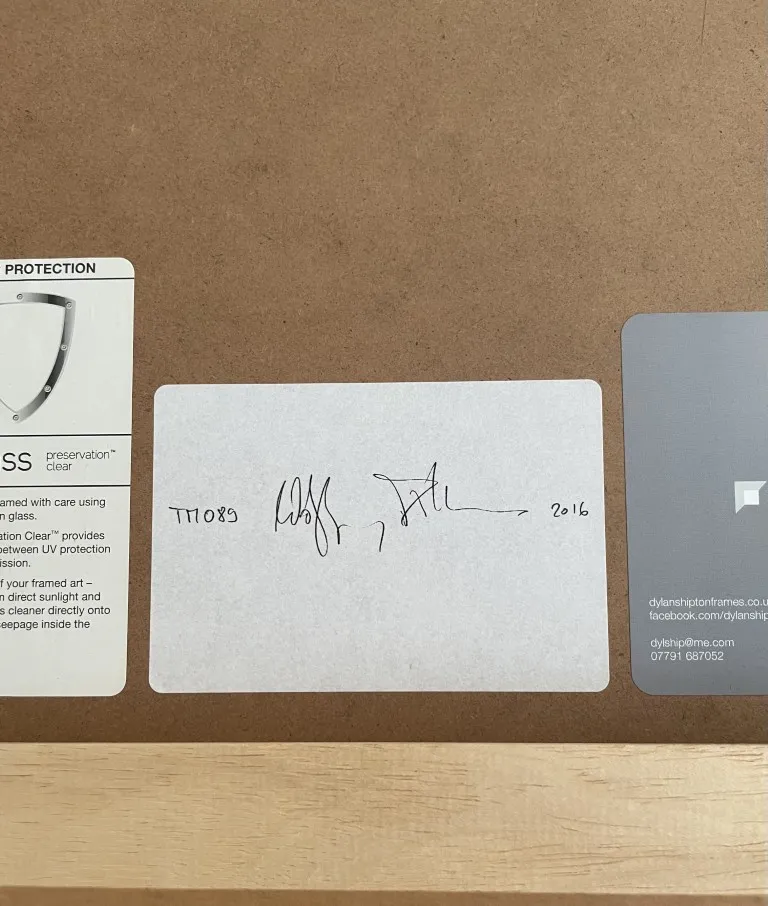 PROTECTION
SS preservation™
clear
amed with care using
n glass.
ation Clear™ provides
between UV protection
ission.
f your framed art –
n direct sunlight and
s cleaner directly onto
eepage inside the
TM089
, 2016
dylanshiptonframes.co.u
facebook.com/dylanship
dylship@me.com
07791 687052